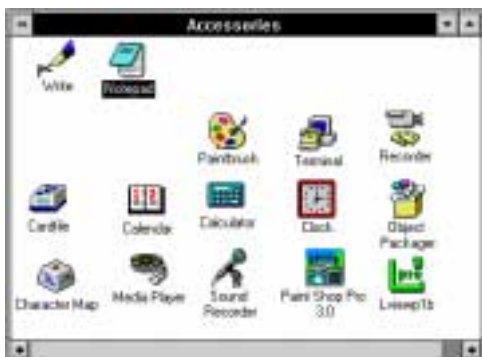 Accessories
Write
Notepad
Paintbrush
Terminal
Recorder
Cardfile
Calendar
Calculator
Clock
Object
Packager
Character Map
Media Player
Sound
Recorder
Paint Shop Pro
3.0